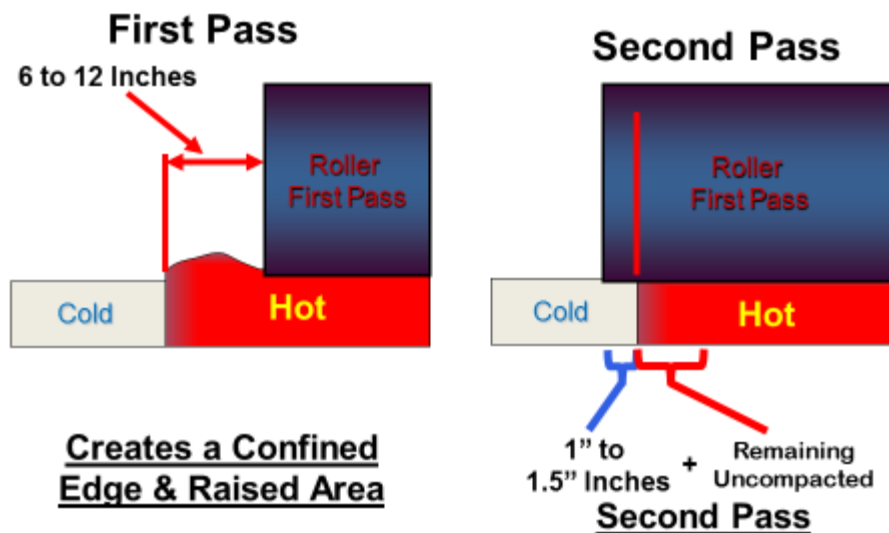 First Pass
6 to 12 Inches
Roller
First Pass
Cold
Hot
Creates a Confined
Edge & Raised Area
Second Pass
Roller
First Pass
Cold
Hot
1” to
1.5” Inches
+
Remaining
Uncompacted
Second Pass